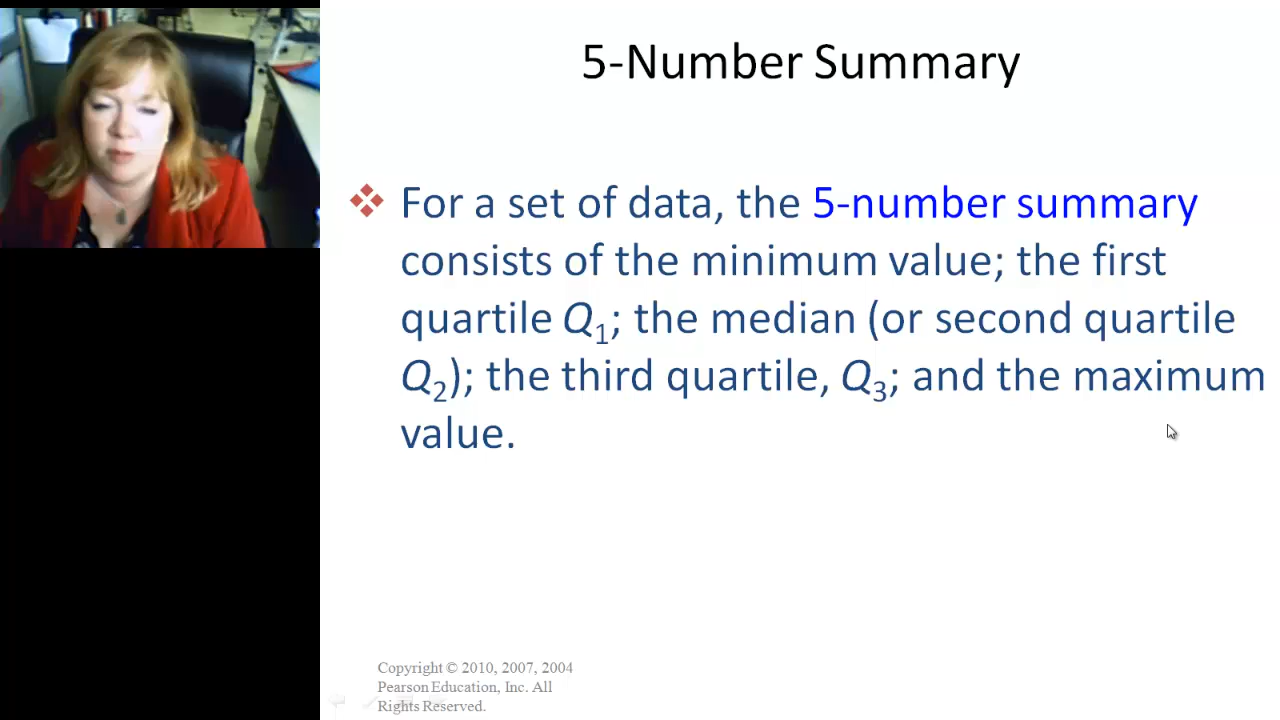 5-Number Summary
For a set of data, the 5-number summary
consists of the minimum value; the first
quartile Q1; the median (or second quartile
Q2); the third quartile, Q3; and the maximum
value.
Copyright © 2010, 2007, 2004
Pearson Education, Inc. All
Rights Reserved.